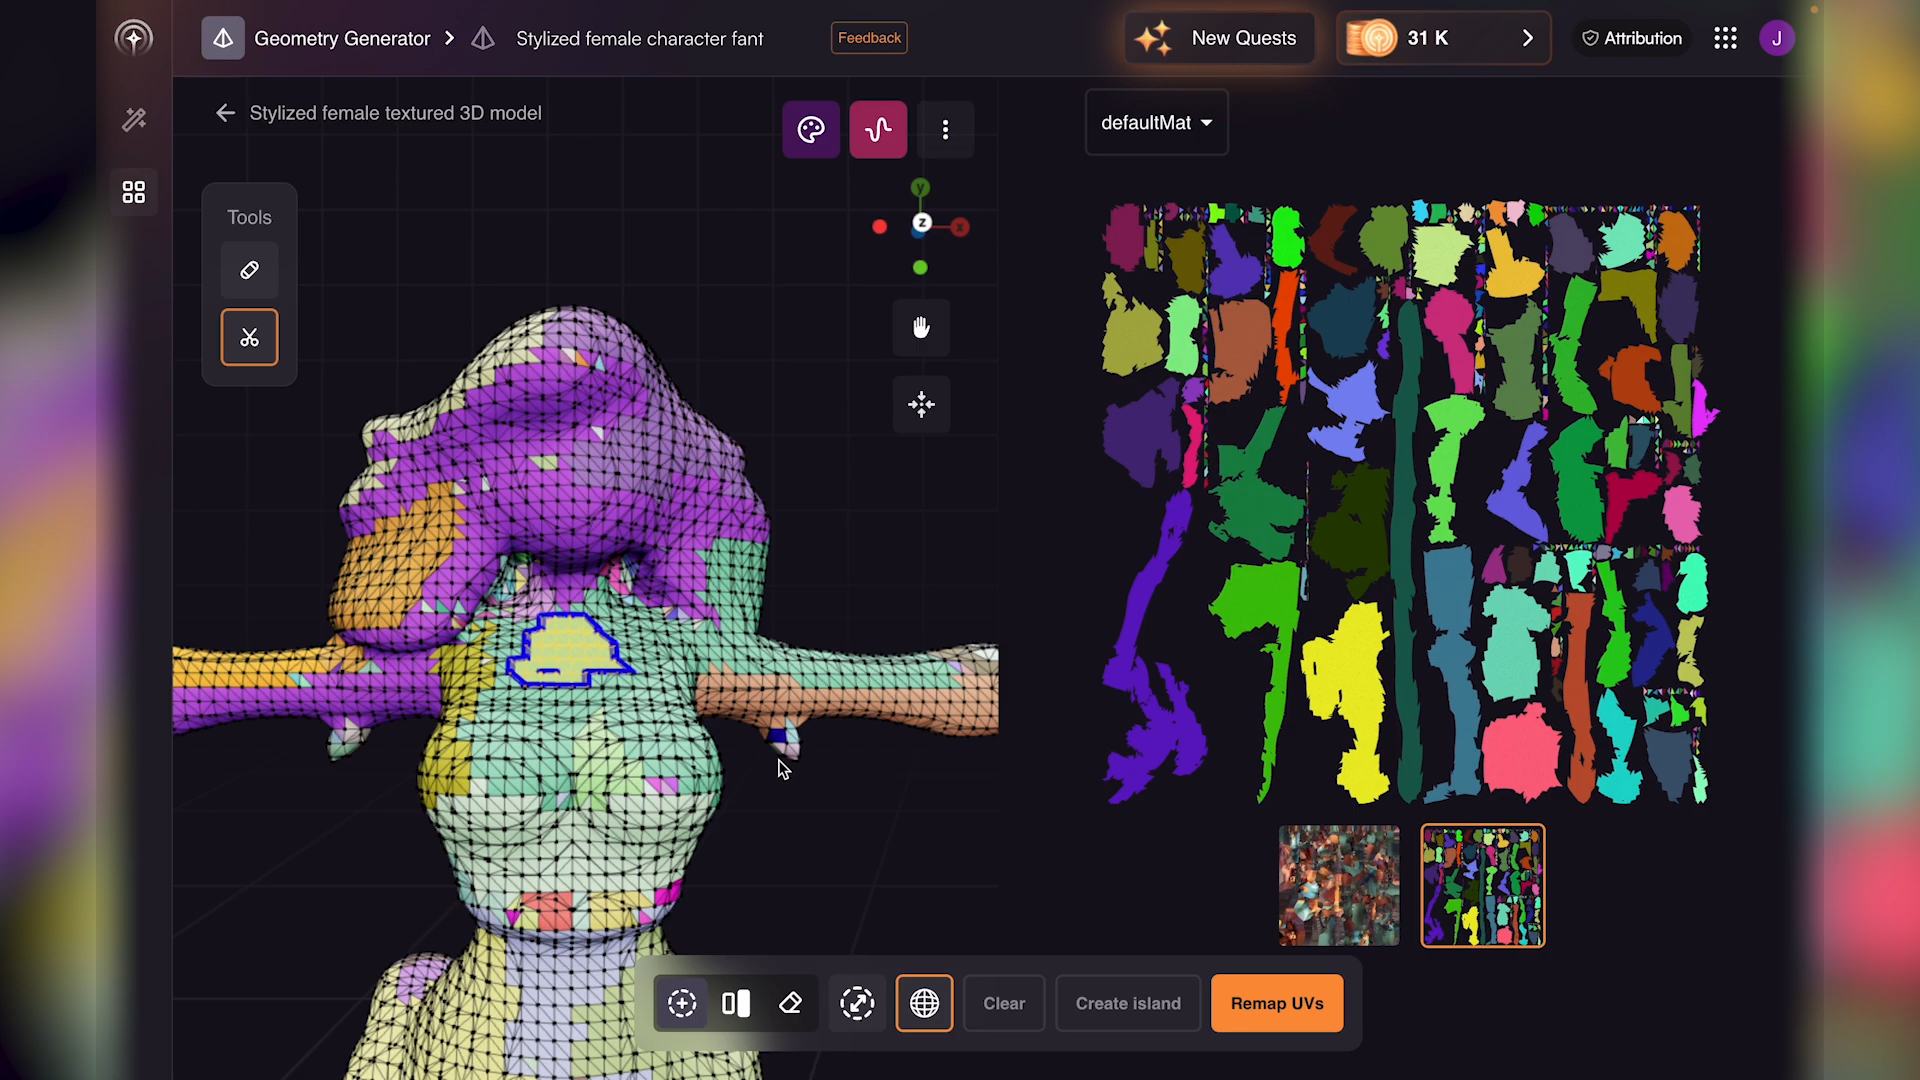 Geometry Generator
Stylized female character fant
Feedback
New Quests
31 K
Attribution
J
Stylized female textured 3D model
defaultMat
Tools
y
z
x
Clear
Create island
Remap UVs